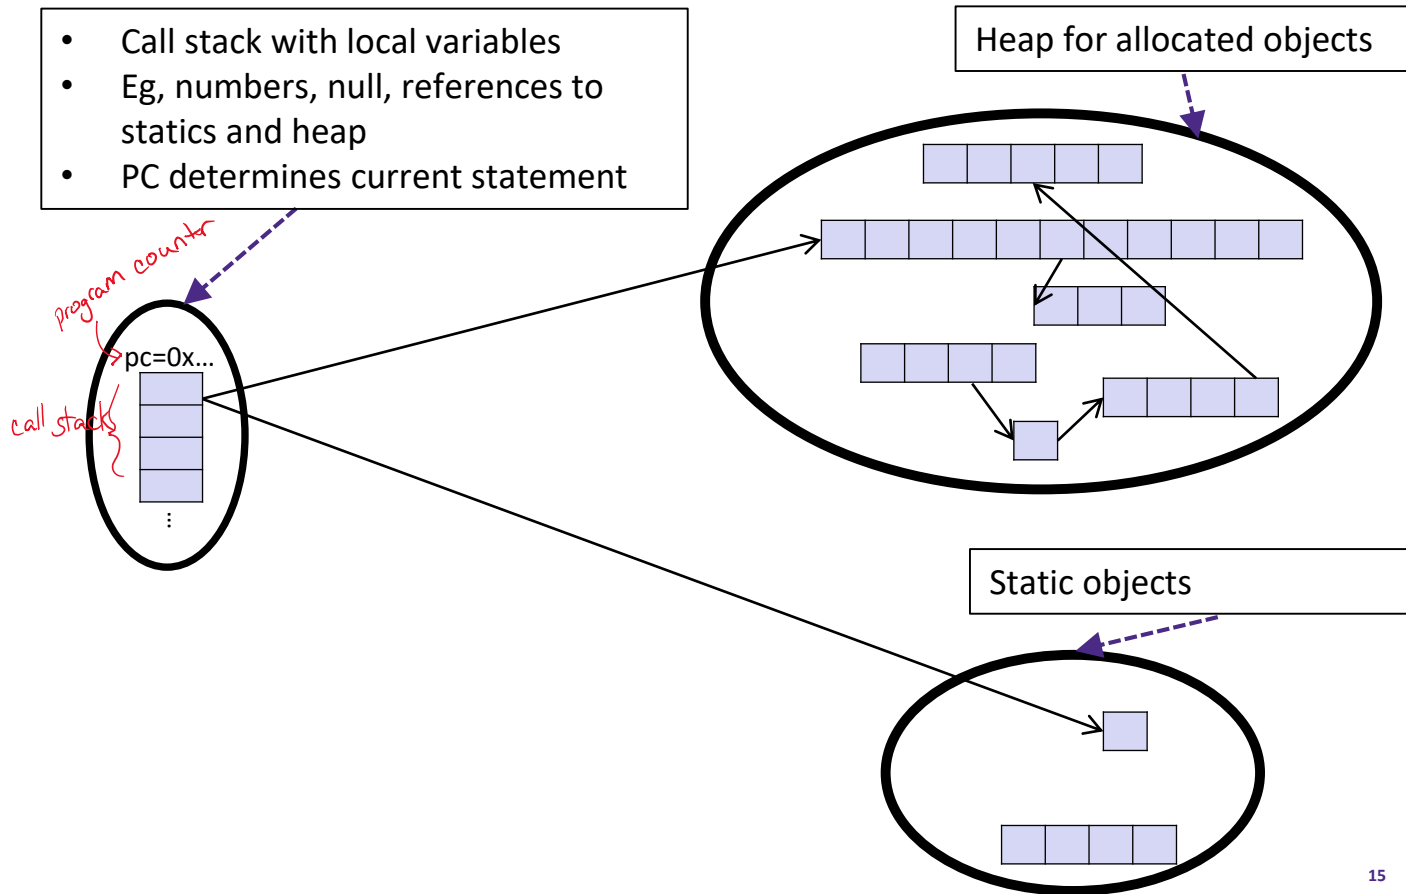 • Call stack with local variables
• Eg, numbers, null, references to
statics and heap
• PC determines current statement
Heap for allocated objects
program countr
pc=0x...
call stack
⋮
Static objects
15